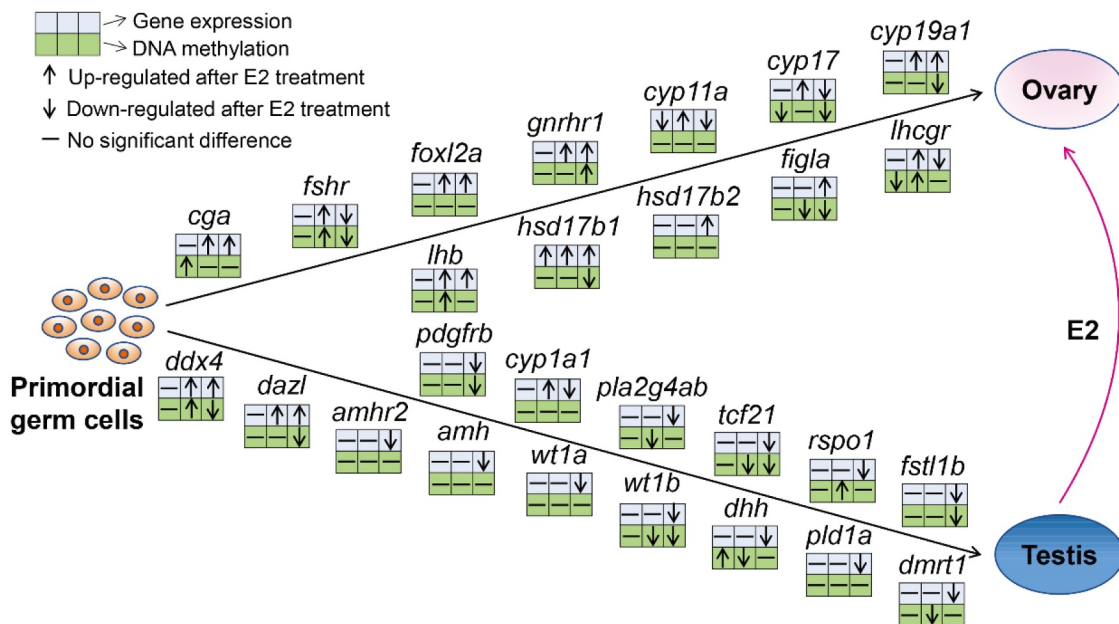 Gene expression
DNA methylation
↑ Up-regulated after E2 treatment
↓ Down-regulated after E2 treatment
— No significant difference
cga
fshr
foxl2a
gnrhr1
cyp11a
cyp17
cyp19a1
Ovary
lhb
hsd17b1
hsd17b2
figla
lhcgr
E2
Primordial
germ cells
pdgfrb
cyp1a1
pla2g4ab
tcf21
rspo1
fstl1b
ddx4
dazl
amhr2
amh
wt1a
wt1b
dhh
pld1a
dmrt1
Testis